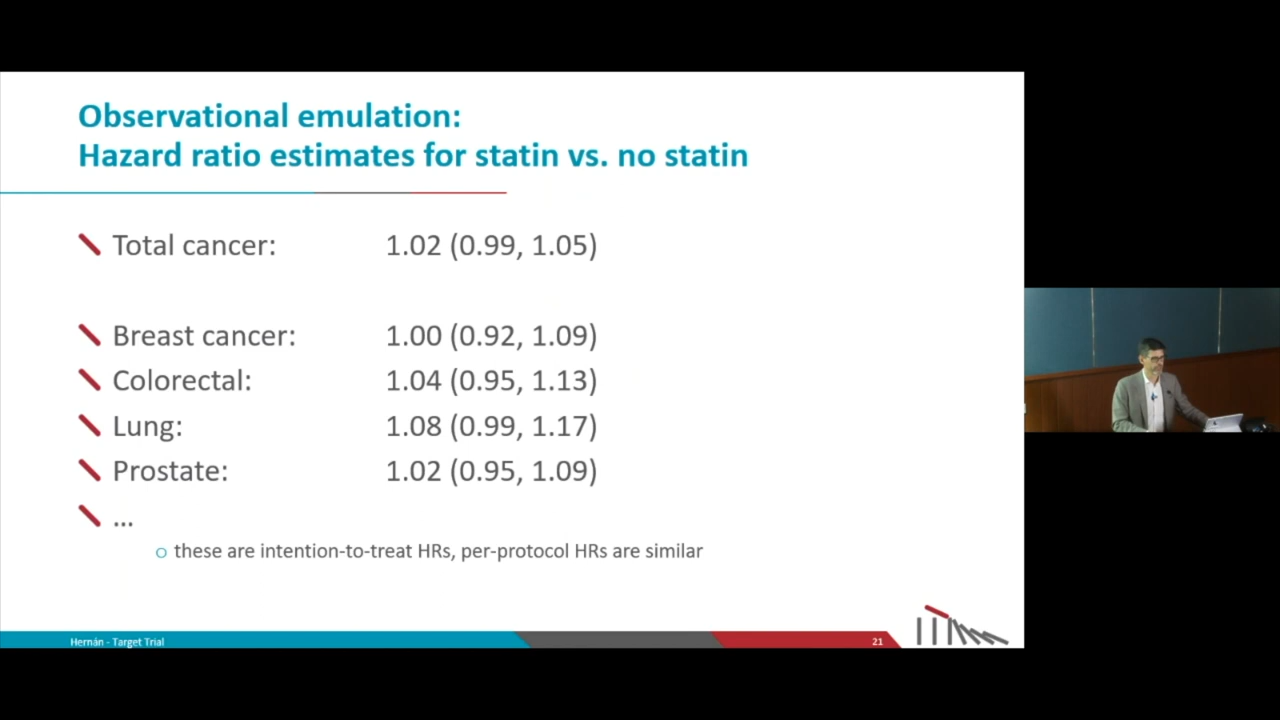 Observational emulation:
Hazard ratio estimates for statin vs. no statin
Total cancer: 1.02 (0.99, 1.05)
Breast cancer: 1.00 (0.92, 1.09)
Colorectal: 1.04 (0.95, 1.13)
Lung: 1.08 (0.99, 1.17)
Prostate: 1.02 (0.95, 1.09)
...
these are intention-to-treat HRs, per-protocol HRs are similar
Hernán - Target Trial
21